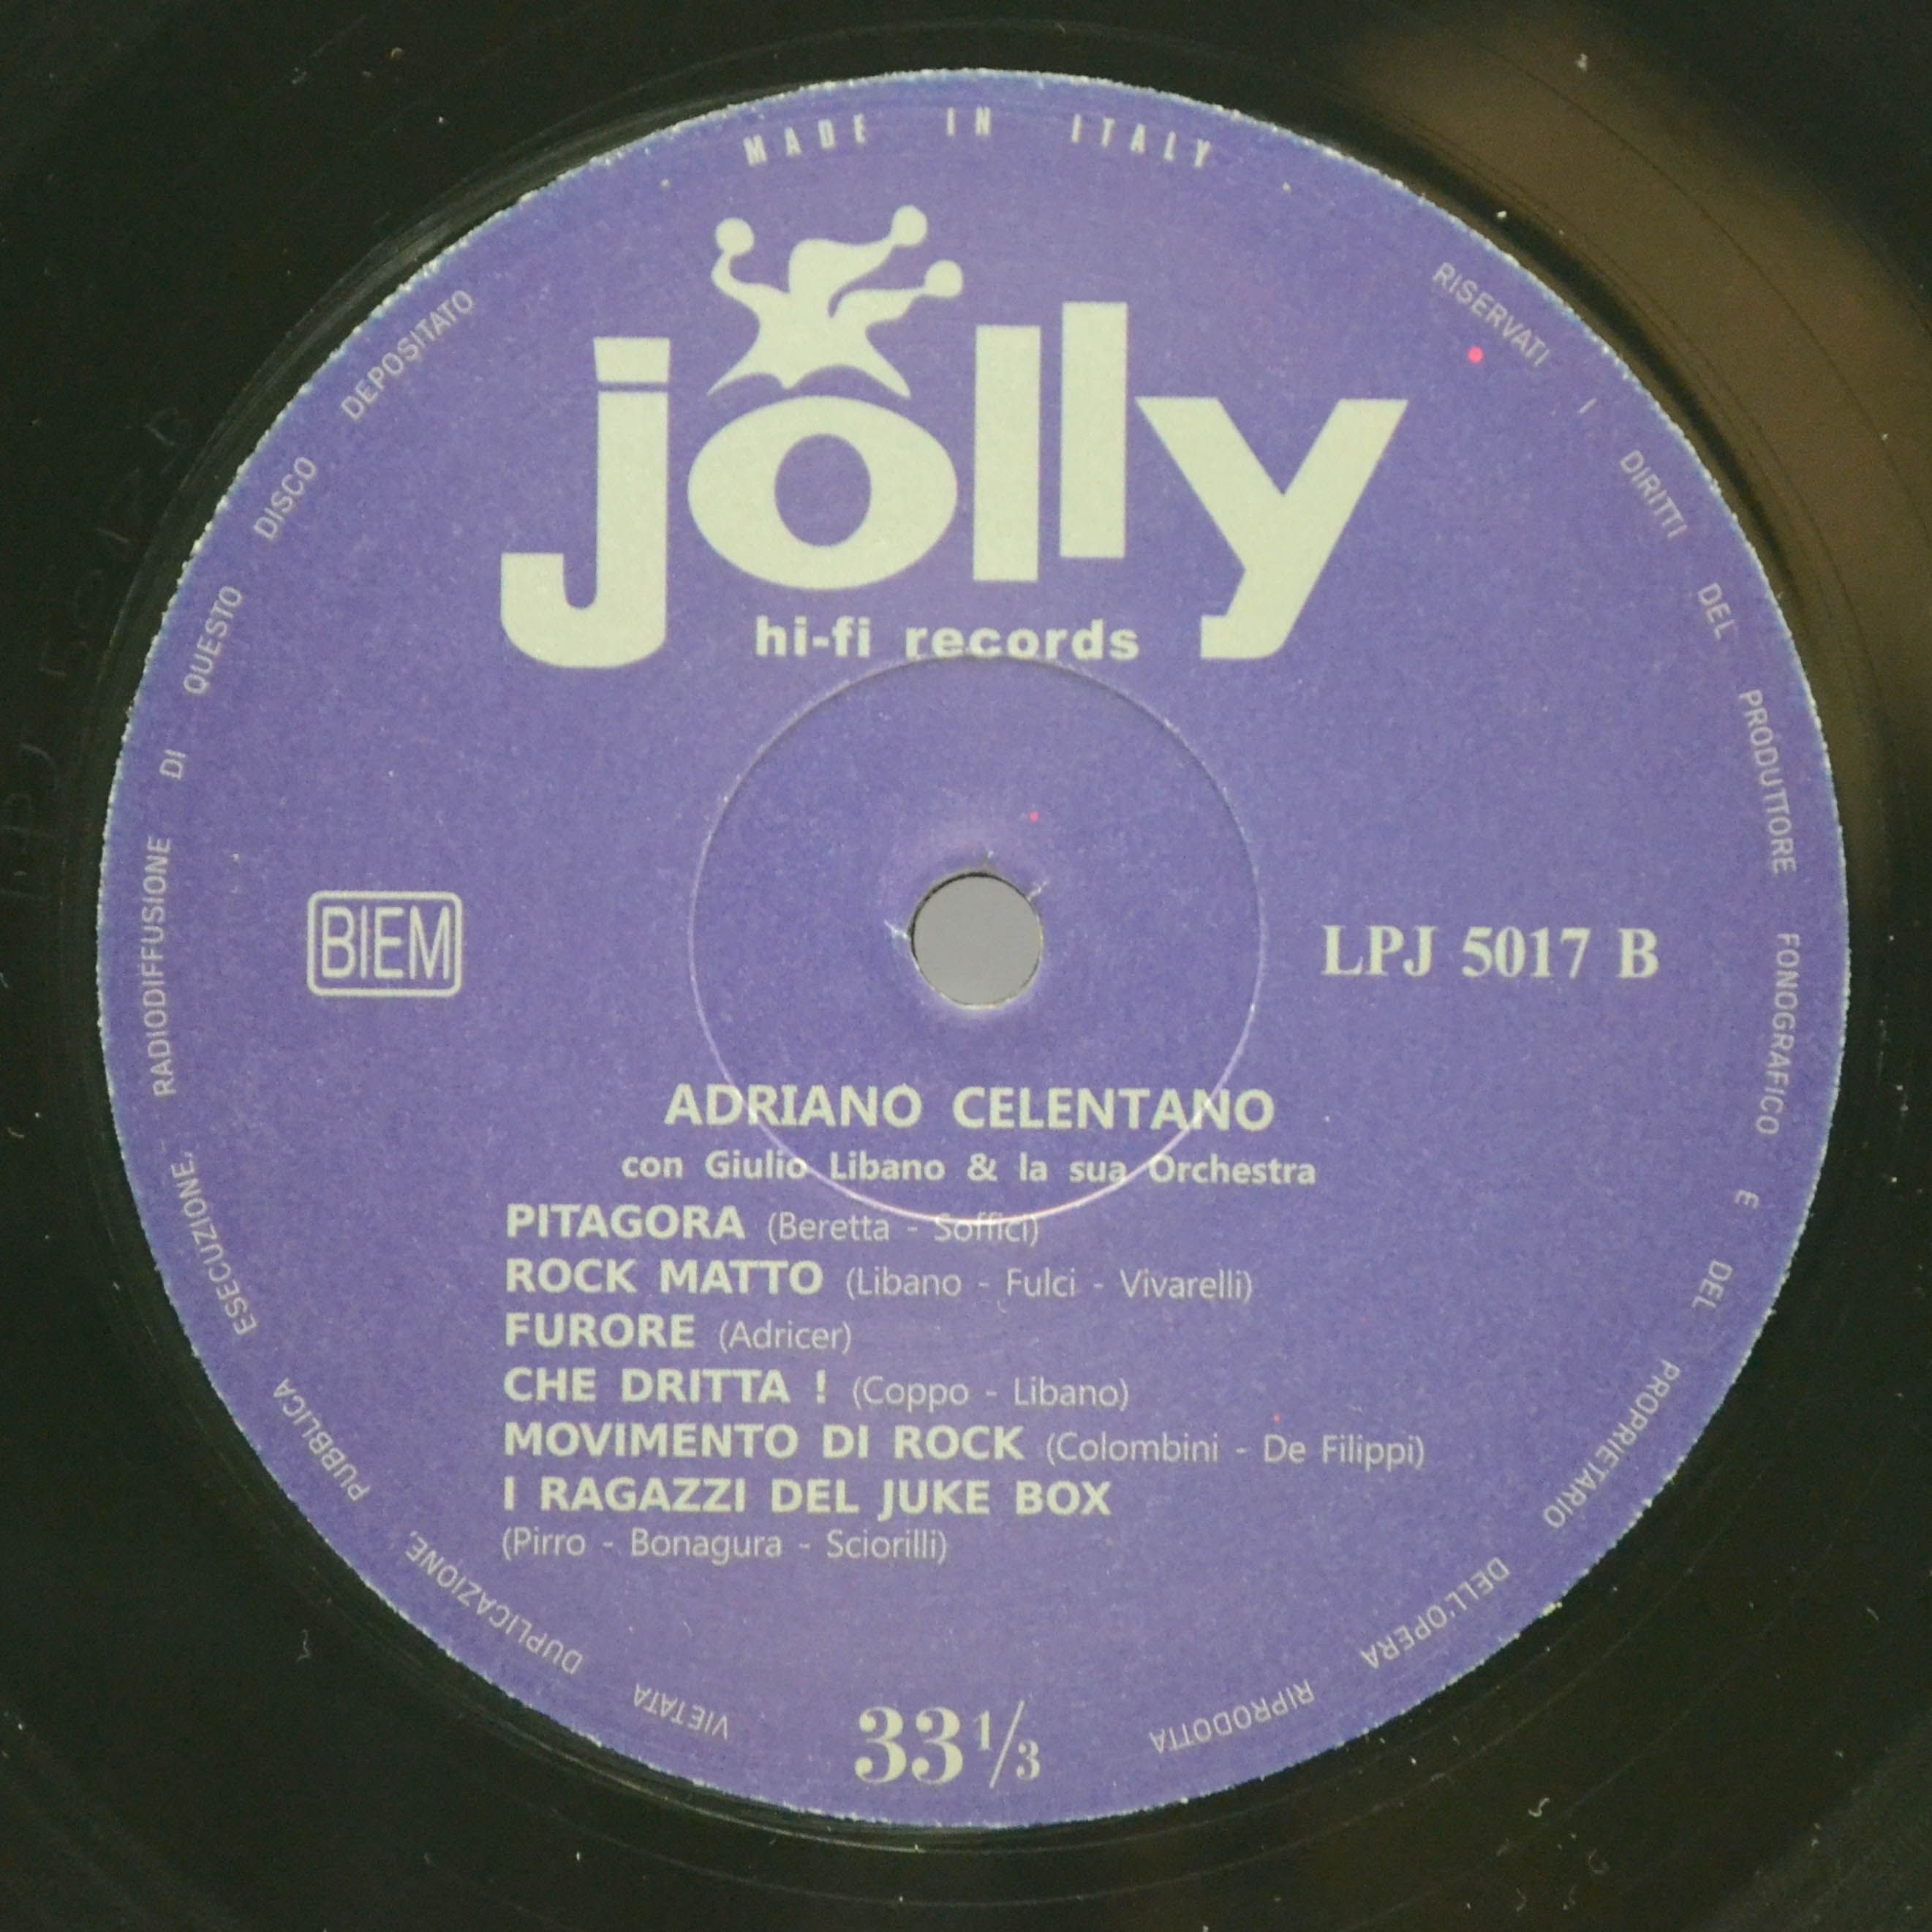 MADE IN ITALY
RISERVATI I DIRITTI DEL PRODUTTORE FONOGRAFICO E DEL PROPRIETARIO DELL'OPERA RIPRODOTTA
VIETATA DUPLICAZIONE, PUBBLICA ESECUZIONE, RADIODIFFUSIONE DI QUESTO DISCO DEPOSITATO
jolly
hi-fi records
BIEM
LPJ 5017 B
ADRIANO CELENTANO
con Giulio Libano & la sua Orchestra
PITAGORA (Beretta - Soffici)
ROCK MATTO (Libano - Fulci - Vivarelli)
FURORE (Adricer)
CHE DRITTA ! (Coppo - Libano)
MOVIMENTO DI ROCK (Colombini - De Filippi)
I RAGAZZI DEL JUKE BOX
(Pirro - Bonagura - Sciorilli)
33 1/3